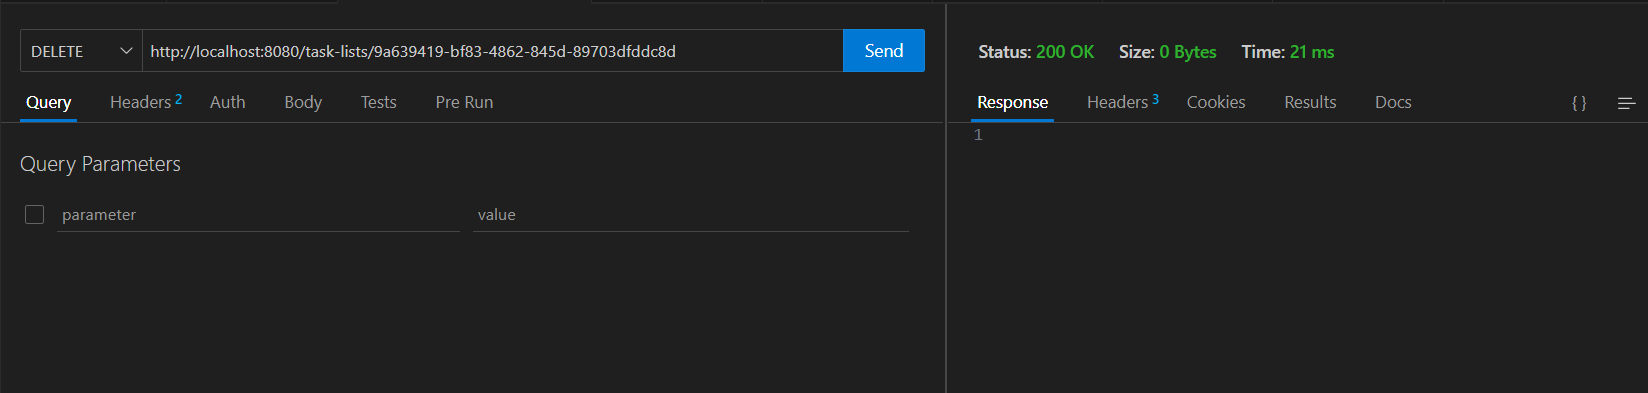 DELETE http://localhost:8080/task-lists/9a639419-bf83-4862-845d-89703dfddc8d Send
Query Headers 2 Auth Body Tests Pre Run
Query Parameters
parameter value
Status: 200 OK Size: 0 Bytes Time: 21 ms
Response Headers 3 Cookies Results Docs { }
1